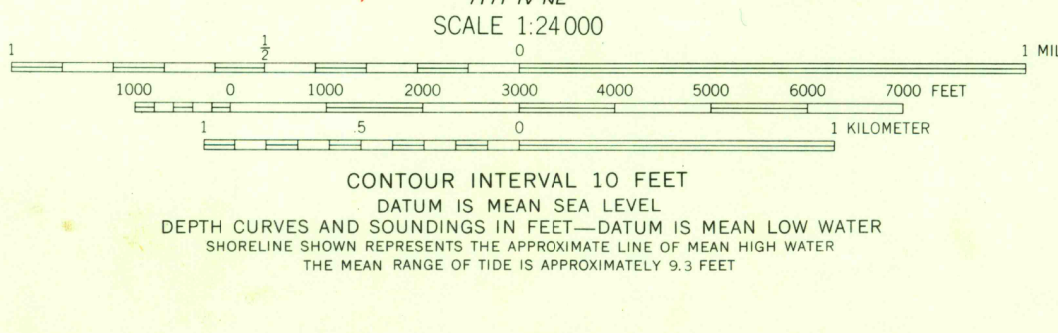 SCALE 1:24 000
1 1/2 0 1
1000 0 1000 2000 3000 4000 5000 6000 7000 FEET
1 .5 0 1 KILOMETER
CONTOUR INTERVAL 10 FEET
DATUM IS MEAN SEA LEVEL
DEPTH CURVES AND SOUNDINGS IN FEET—DATUM IS MEAN LOW WATER
SHORELINE SHOWN REPRESENTS THE APPROXIMATE LINE OF MEAN HIGH WATER
THE MEAN RANGE OF TIDE IS APPROXIMATELY 9.3 FEET